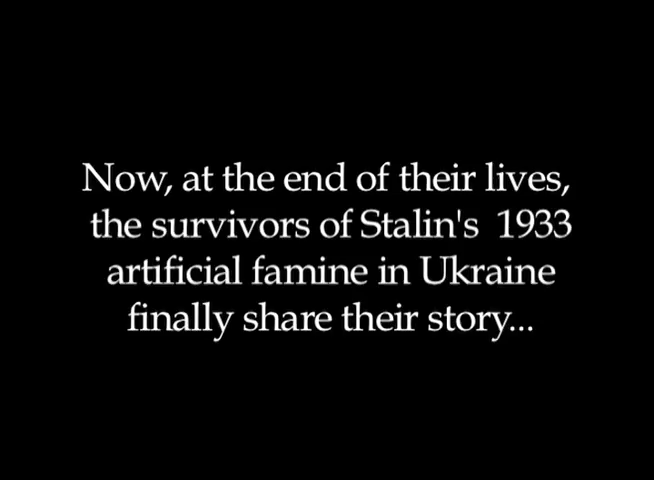 Now, at the end of their lives,
the survivors of Stalin's 1933
artificial famine in Ukraine
finally share their story...